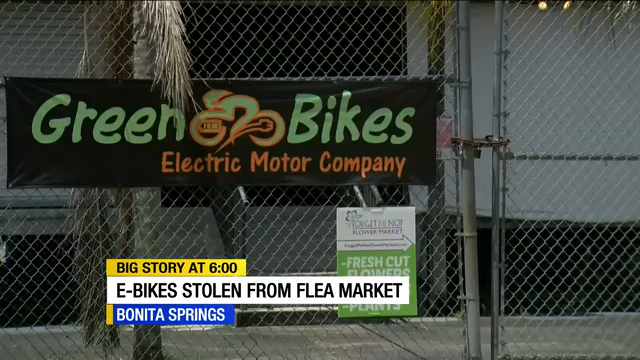 Green Bikes
Electric Motor Company
FORGET ME NOT
FLOWER MARKET
-FRESH CUT
FLOWERS
PLANTS
BIG STORY AT 6:00
E-BIKES STOLEN FROM FLEA MARKET
BONITA SPRINGS